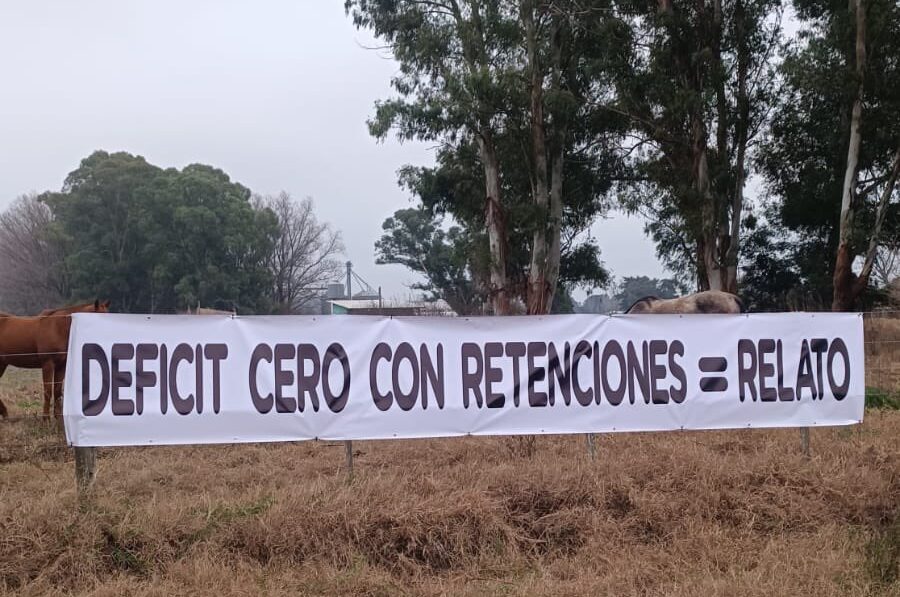 DEFICIT CERO CON RETENCIONES = RELATO